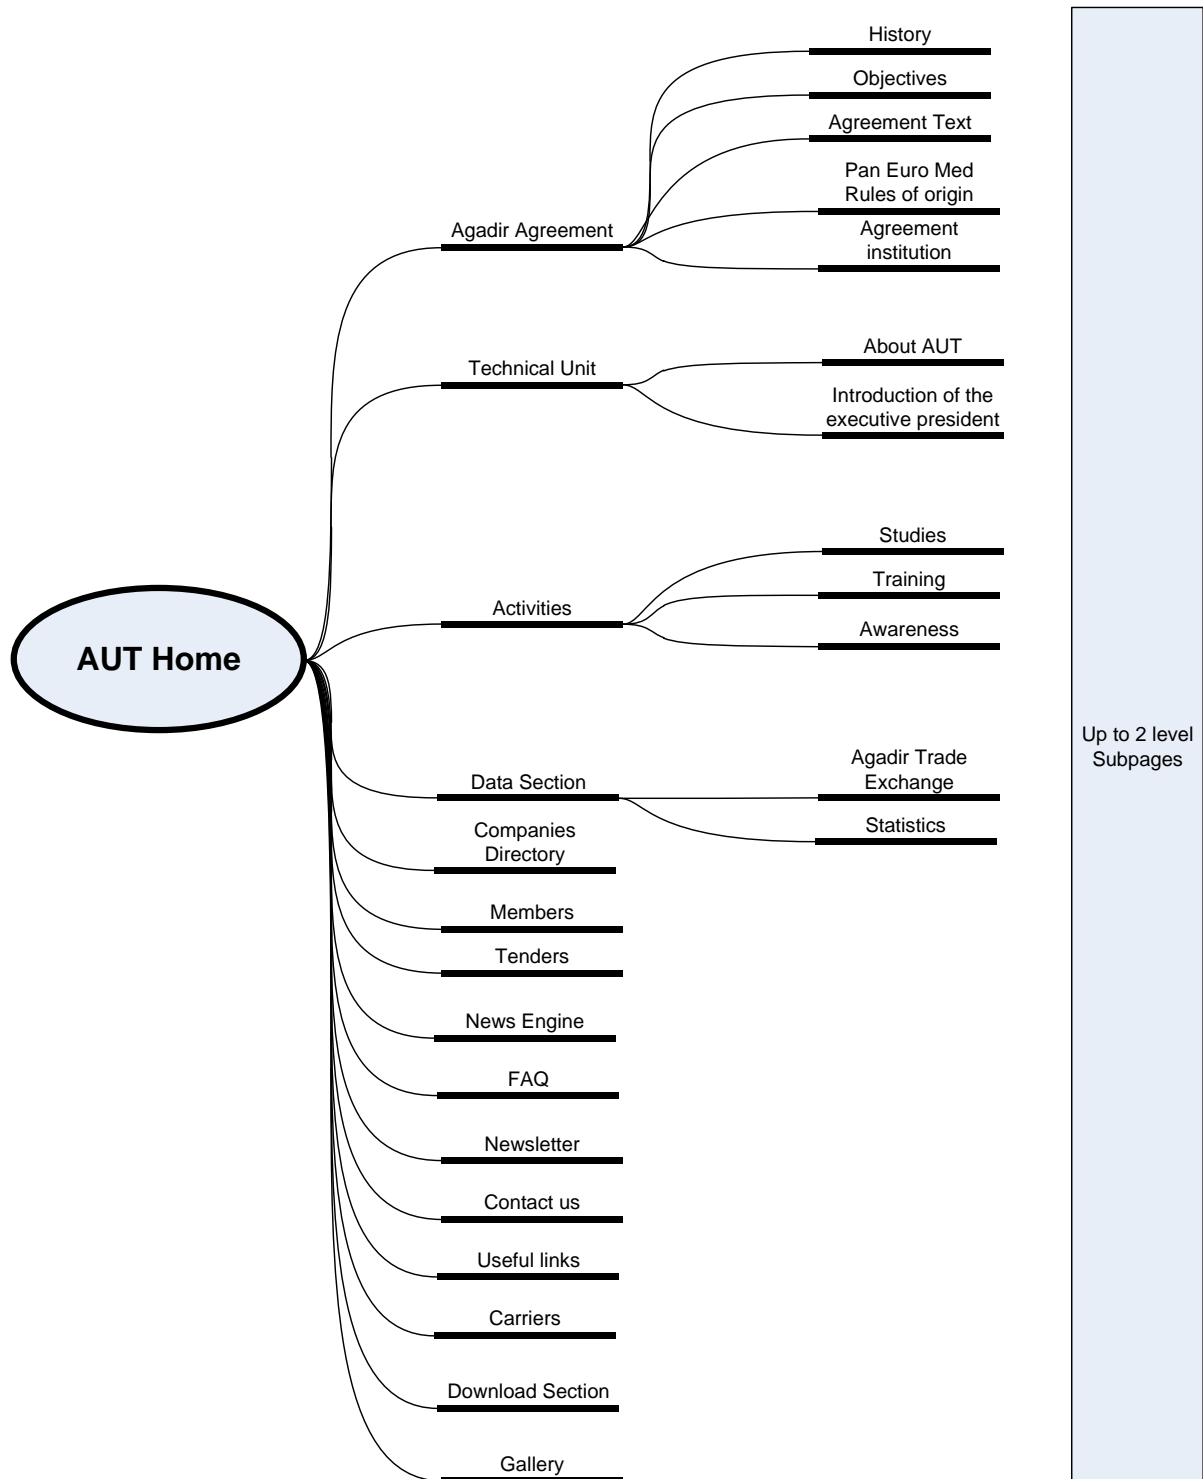 History
Objectives
Agreement Text
Pan Euro Med
Rules of origin
Agadir Agreement
Agreement
institution
About AUT
Technical Unit
Introduction of the
executive president
Studies
Training
Activities
Awareness
AUT Home
Up to 2 level
Subpages
Agadir Trade
Exchange
Data Section
Statistics
Companies
Directory
Members
Tenders
News Engine
FAQ
Newsletter
Contact us
Useful links
Carriers
Download Section
Gallery